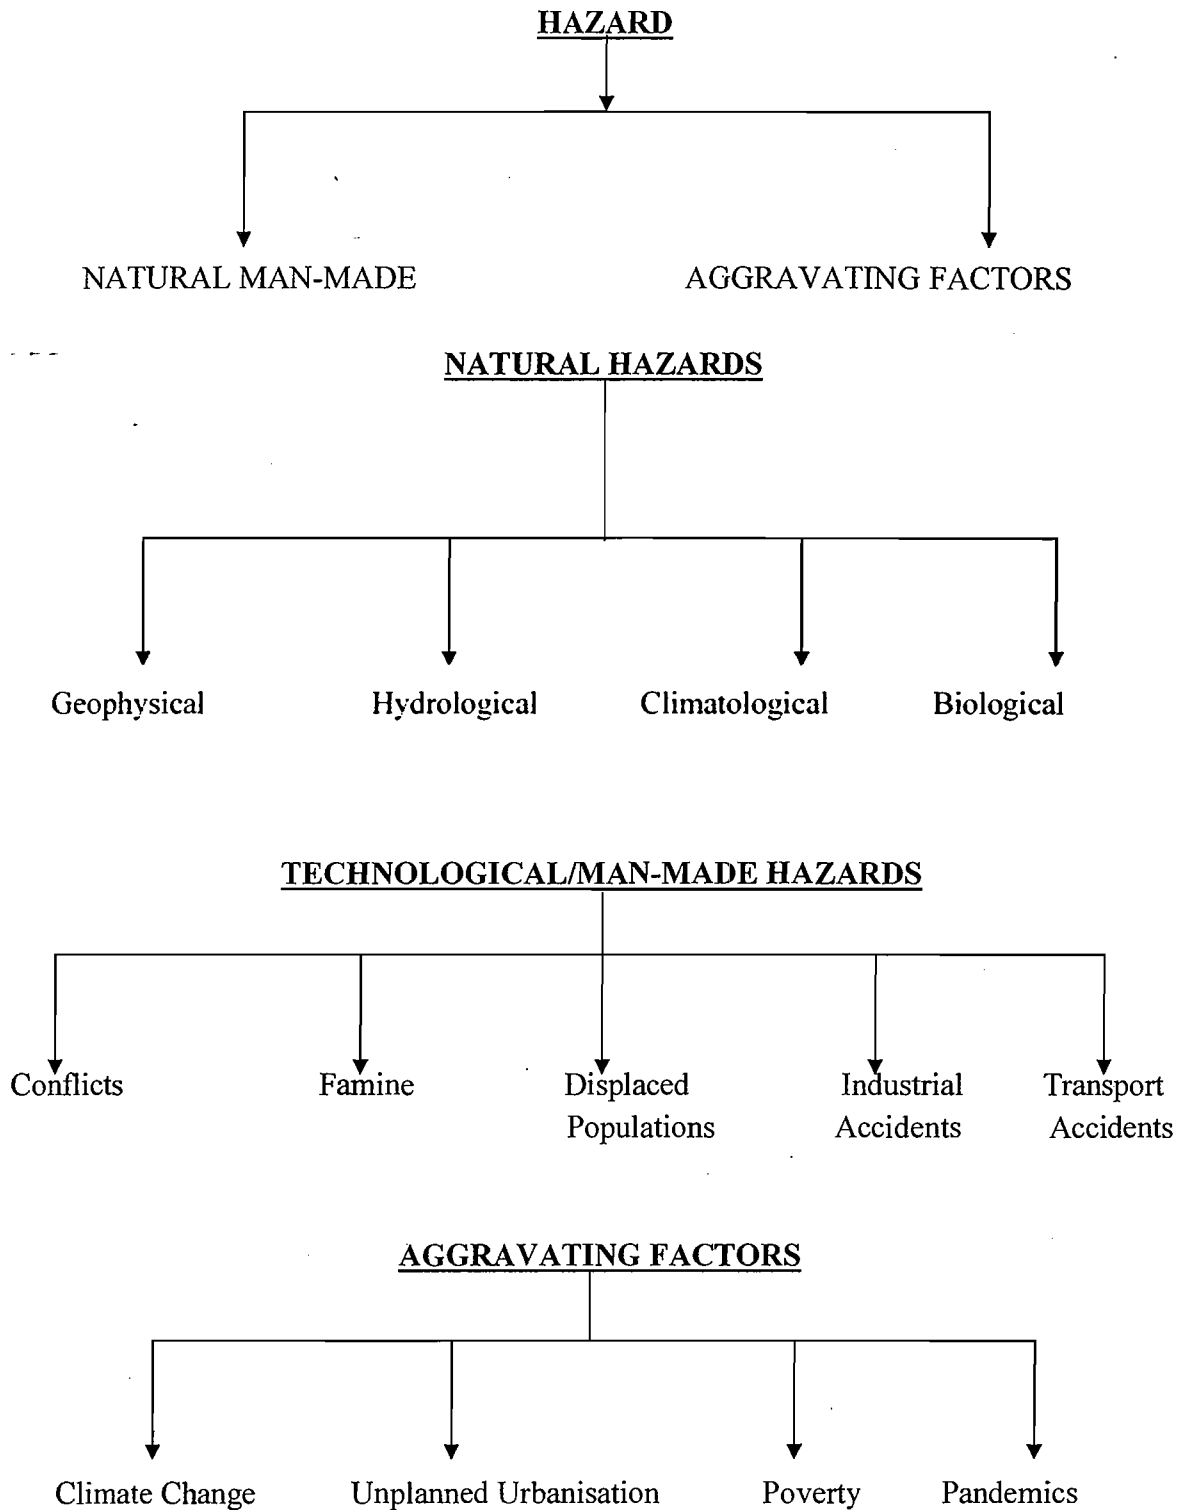 HAZARD
NATURAL MAN-MADE AGGRAVATING FACTORS
NATURAL HAZARDS
Geophysical Hydrological Climatological Biological
TECHNOLOGICAL/MAN-MADE HAZARDS
Conflicts Famine Displaced Industrial Transport
Populations Accidents Accidents
AGGRAVATING FACTORS
Climate Change Unplanned Urbanisation Poverty Pandemics